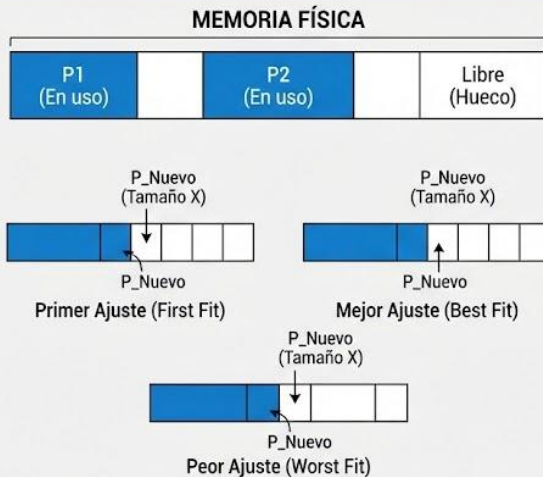 MEMORIA FÍSICA
P1
(En uso)
P2
(En uso)
Libre
(Hueco)
P_Nuevo
(Tamaño X)
P_Nuevo
Primer Ajuste (First Fit)
P_Nuevo
(Tamaño X)
P_Nuevo
Mejor Ajuste (Best Fit)
P_Nuevo
(Tamaño X)
P_Nuevo
Peor Ajuste (Worst Fit)